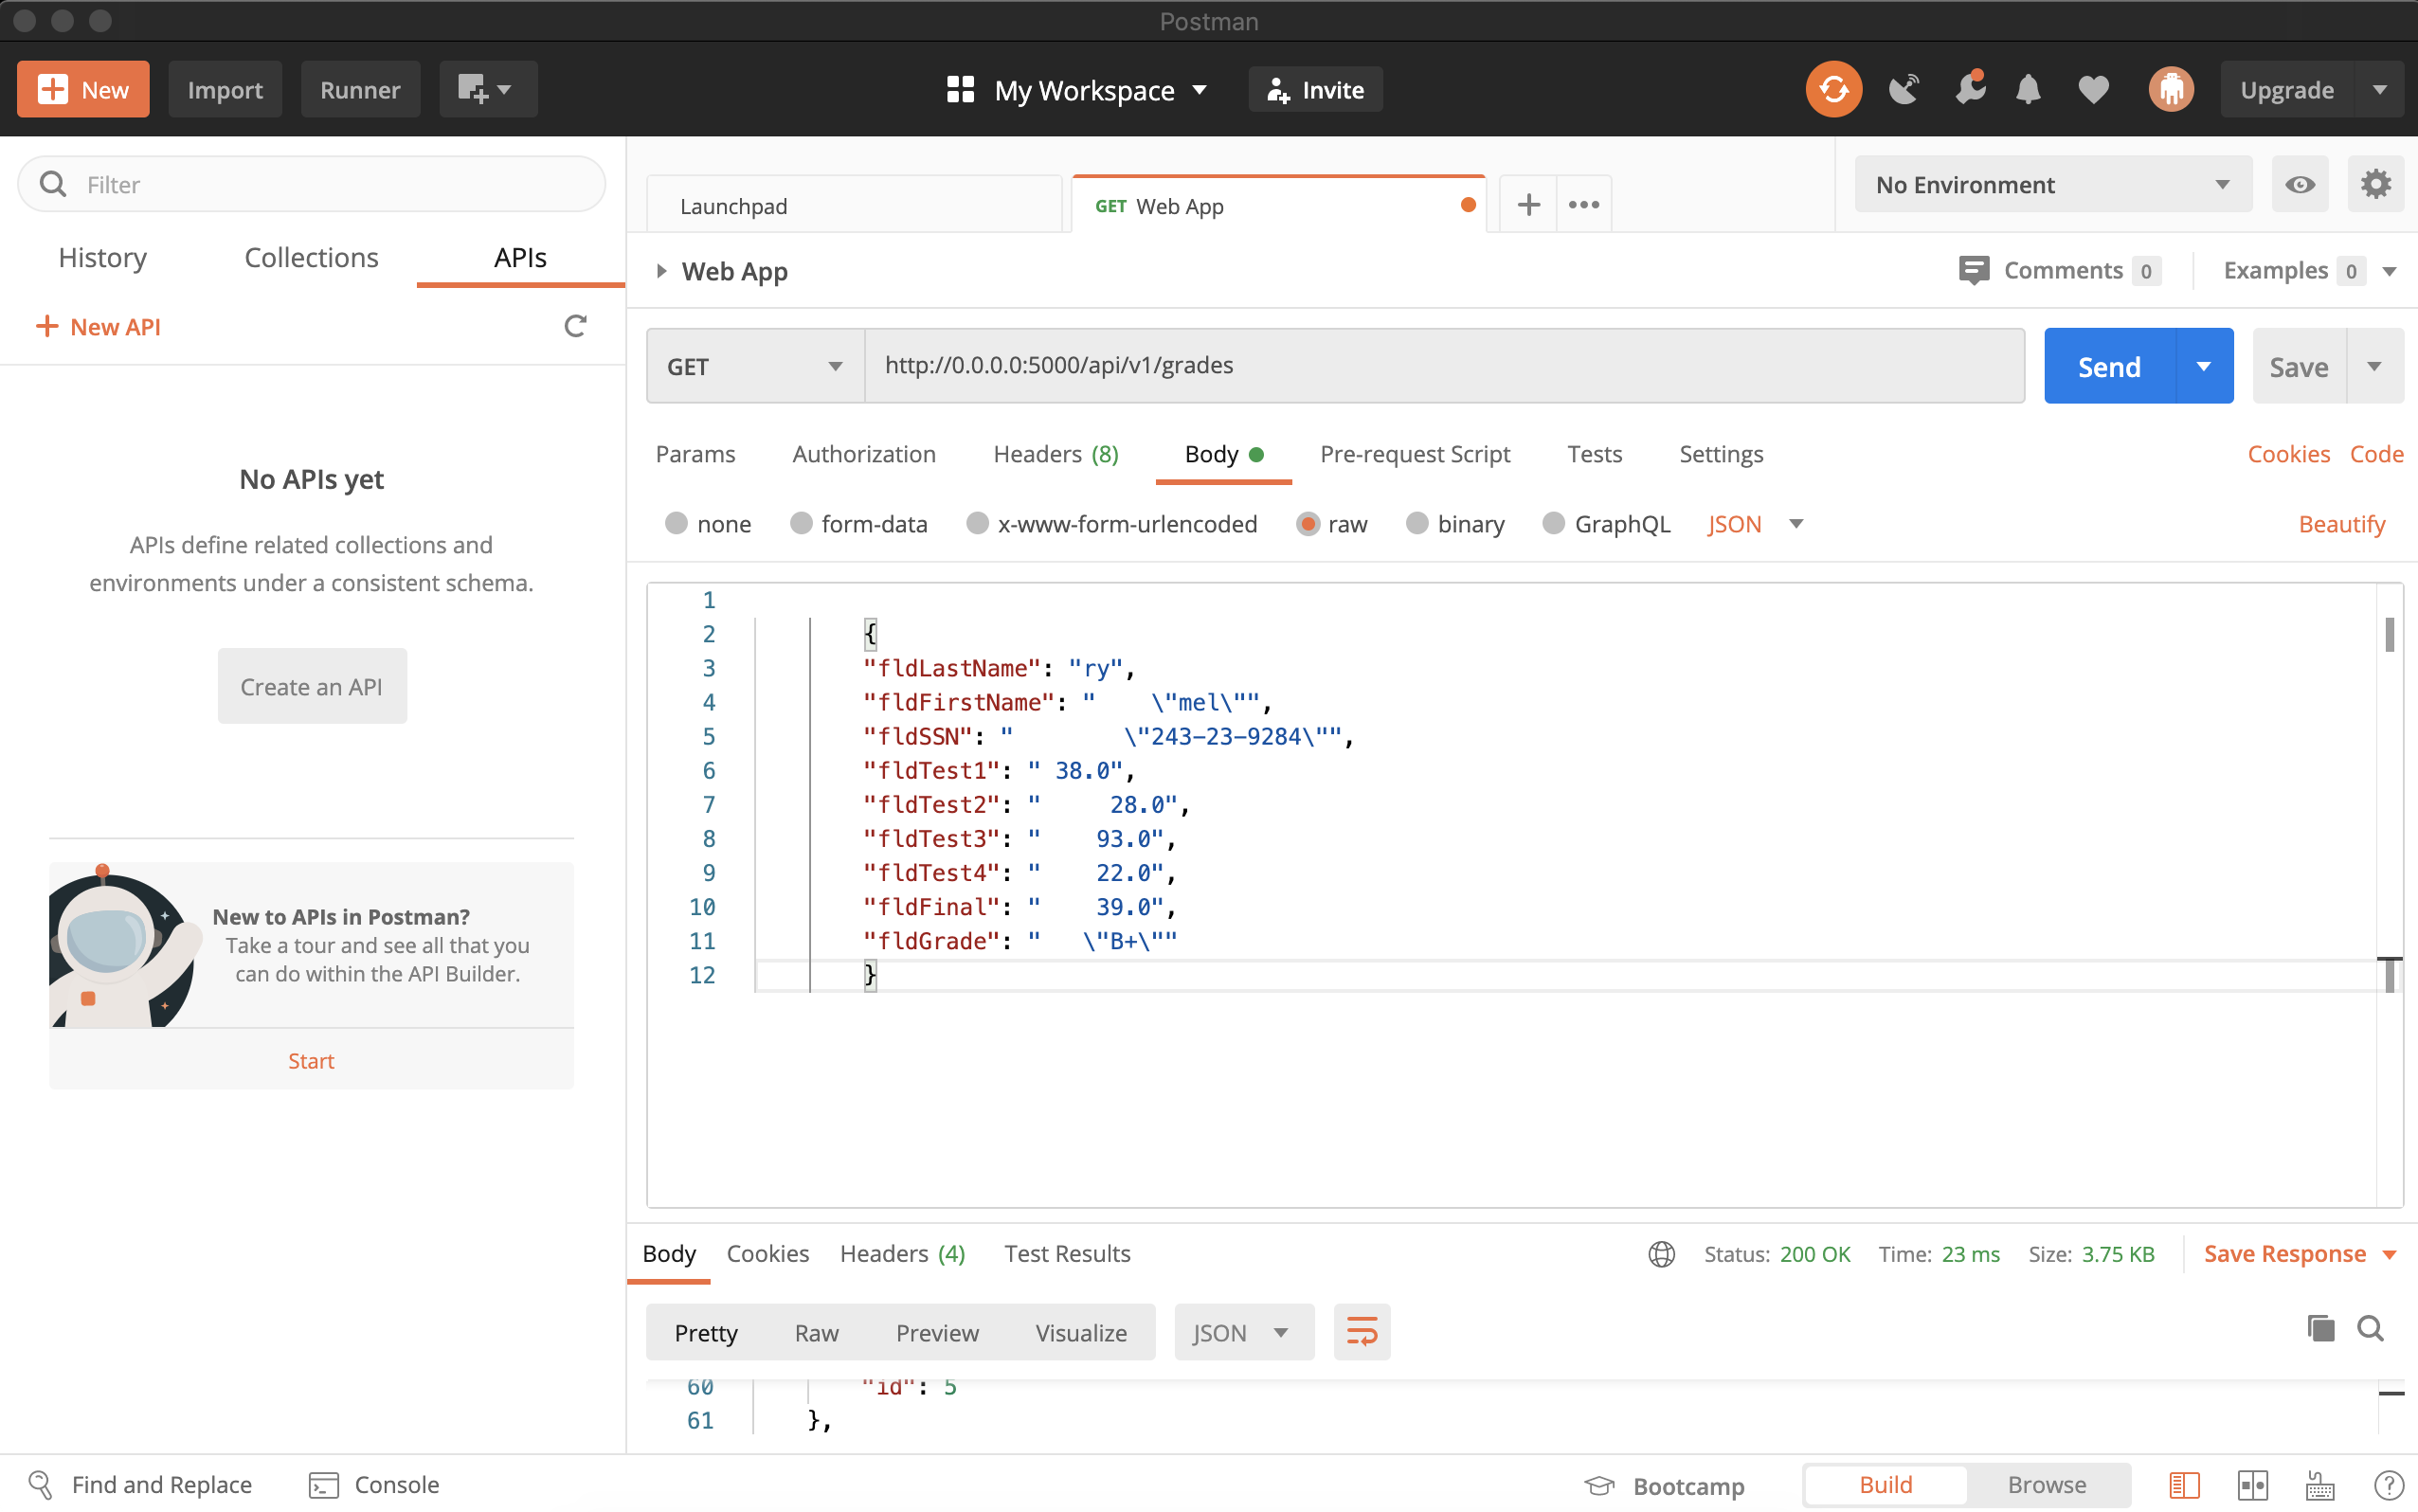 Postman
New
Import
Runner
My Workspace
Invite
Upgrade
Filter
History
Collections
APIs
New API
No APIs yet
APIs define related collections and
environments under a consistent schema.
Create an API
New to APIs in Postman?
Take a tour and see all that you
can do within the API Builder.
Start
Launchpad
GET Web App
No Environment
Web App
Comments 0
Examples 0
GET
http://0.0.0.0:5000/api/v1/grades
Send
Save
Params
Authorization
Headers (8)
Body
Pre-request Script
Tests
Settings
Cookies
Code
none
form-data
x-www-form-urlencoded
raw
binary
GraphQL
JSON
Beautify
1
2 {
3 "fldLastName": "ry",
4 "fldFirstName": "    \"mel\"",
5 "fldSSN": "        \"243-23-9284\"",
6 "fldTest1": " 38.0",
7 "fldTest2": "     28.0",
8 "fldTest3": "    93.0",
9 "fldTest4": "    22.0",
10 "fldFinal": "    39.0",
11 "fldGrade": "   \"B+\""
12 }
Body
Cookies
Headers (4)
Test Results
Status: 200 OK
Time: 23 ms
Size: 3.75 KB
Save Response
Pretty
Raw
Preview
Visualize
JSON
60 "id": 5
61 },
Find and Replace
Console
Bootcamp
Build
Browse